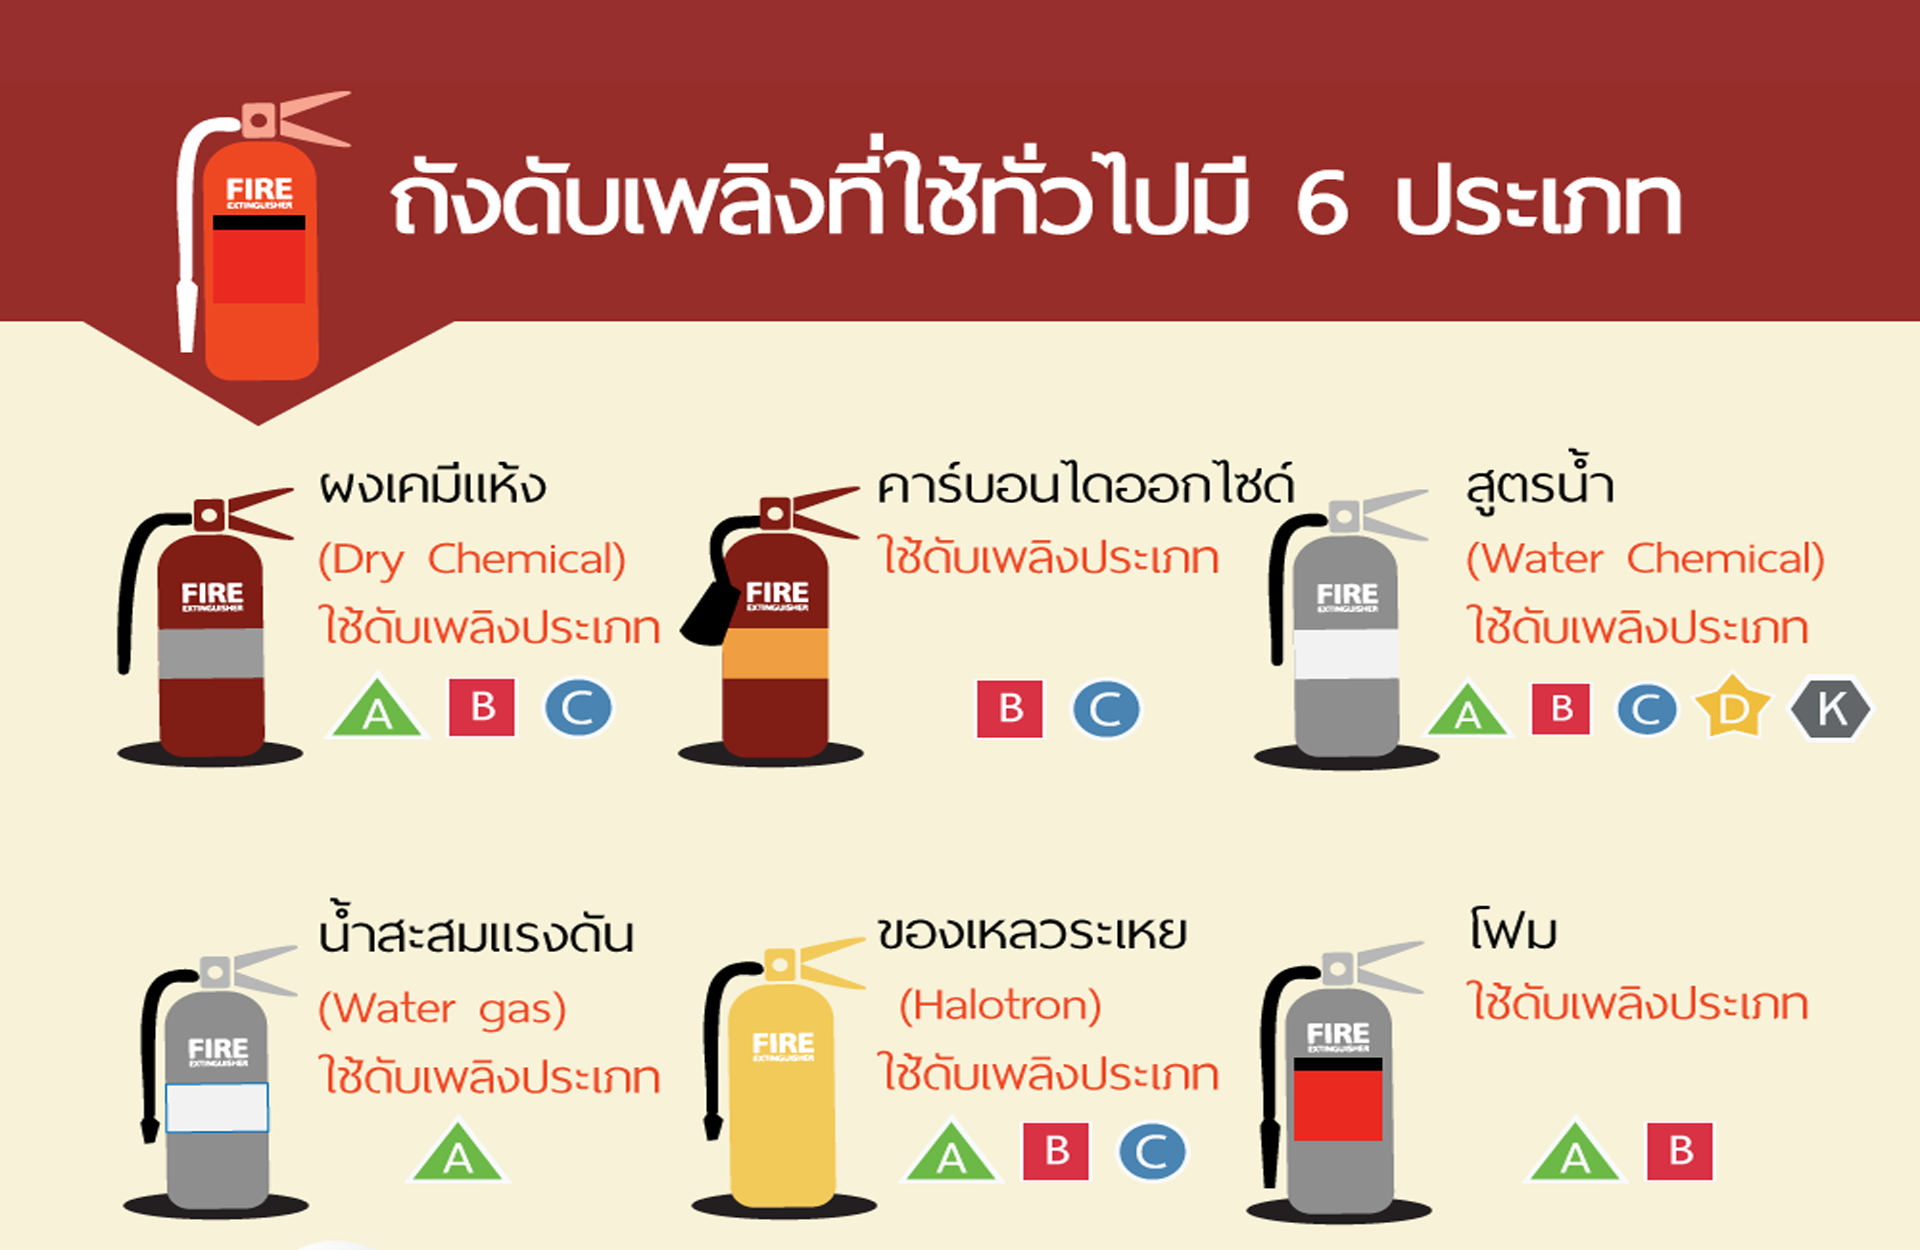 FIRE
EXTINGUISHER
ถังดับเพลิงที่ใช้ทั่วไปมี 6 ประเภท
ผงเคมีแห้ง
(Dry Chemical)
ใช้ดับเพลิงประเภท
A B C
FIRE
EXTINGUISHER
คาร์บอนไดออกไซด์
ใช้ดับเพลิงประเภท
B C
FIRE
EXTINGUISHER
สูตรน้ำ
(Water Chemical)
ใช้ดับเพลิงประเภท
A B C D K
FIRE
EXTINGUISHER
น้ำสะสมแรงดัน
(Water gas)
ใช้ดับเพลิงประเภท
A
FIRE
EXTINGUISHER
ของเหลวระเหย
(Halotron)
ใช้ดับเพลิงประเภท
A B C
FIRE
EXTINGUISHER
โฟม
ใช้ดับเพลิงประเภท
A B
FIRE
EXTINGUISHER